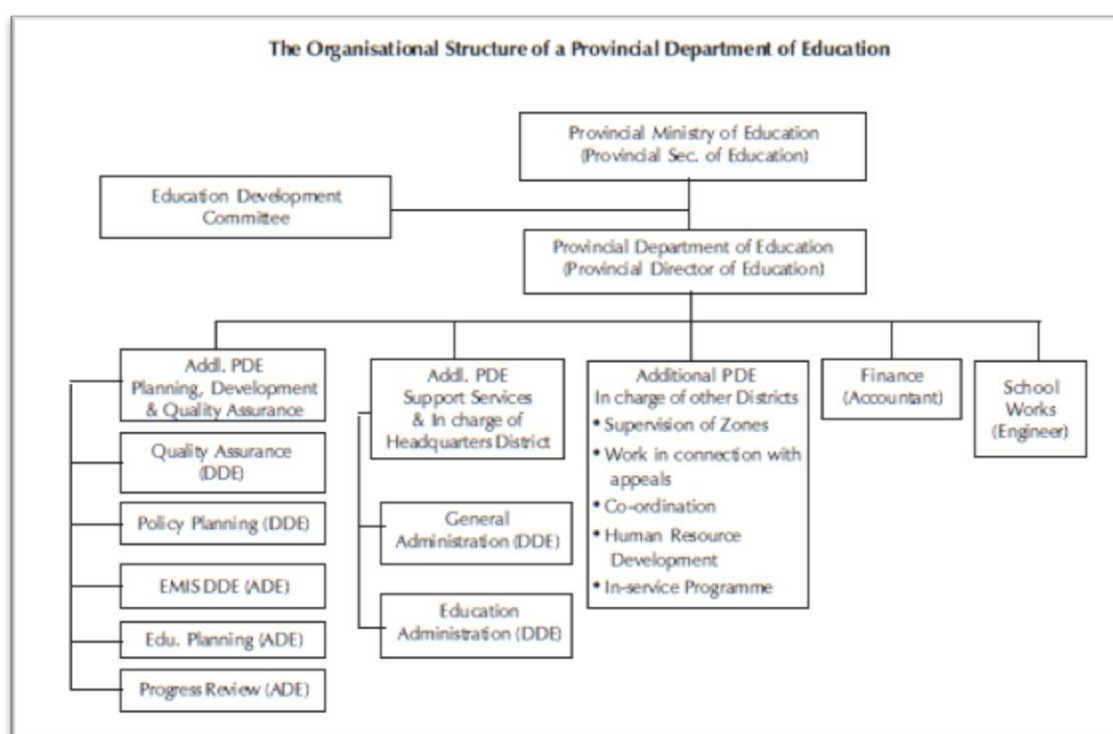 The Organisational Structure of a Provincial Department of Education
Provincial Ministry of Education
(Provincial Sec. of Education)
Education Development
Committee
Provincial Department of Education
(Provincial Director of Education)
Addl. PDE
Planning, Development
& Quality Assurance
Quality Assurance
(DDE)
Policy Planning (DDE)
EMIS DDE (ADE)
Edu. Planning (ADE)
Progress Review (ADE)
Addl. PDE
Support Services
& In charge of
Headquarters District
General
Administration (DDE)
Education
Administration (DDE)
Additional PDE
In charge of other Districts
• Supervision of Zones
• Work in connection with
appeals
• Co-ordination
• Human Resource
Development
• In-service Programme
Finance
(Accountant)
School
Works
(Engineer)